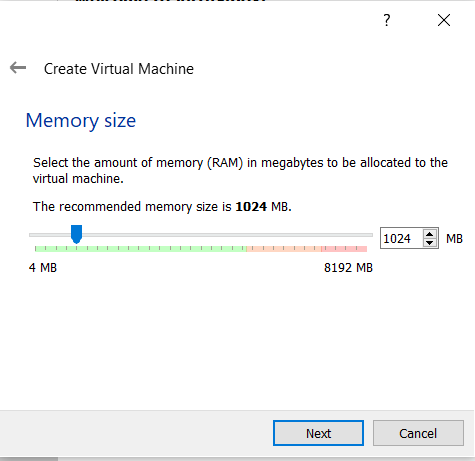 ?
Create Virtual Machine
Memory size
Select the amount of memory (RAM) in megabytes to be allocated to the
virtual machine.
The recommended memory size is 1024 MB.
1024 MB
4 MB 8192 MB
Next Cancel